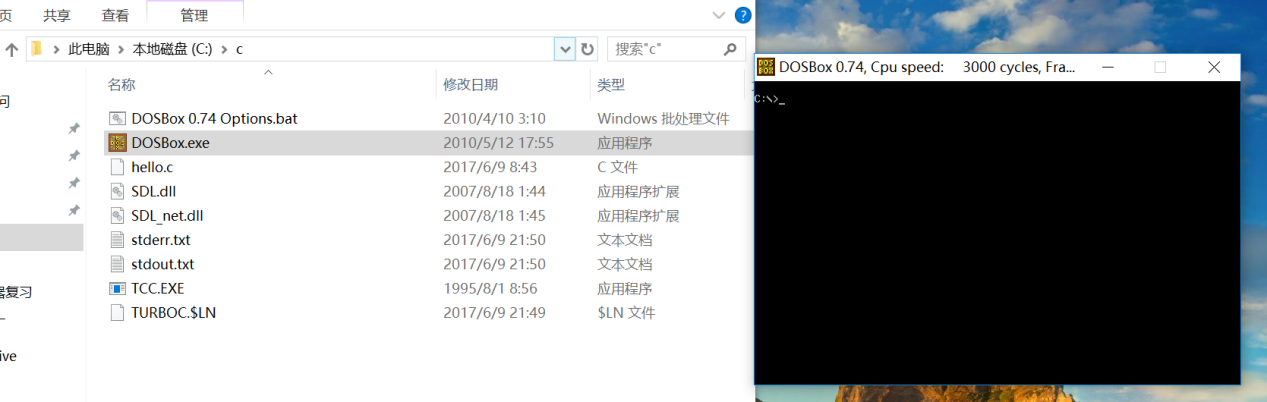 页 共享 查看 管理
此电脑 > 本地磁盘 (C:) > c 搜索"c"
名称 修改日期 类型
问
DOSBox 0.74 Options.bat 2010/4/10 3:10 Windows 批处理文件
DOSBox.exe 2010/5/12 17:55 应用程序
hello.c 2017/6/9 8:43 C 文件
SDL.dll 2007/8/18 1:44 应用程序扩展
SDL_net.dll 2007/8/18 1:45 应用程序扩展
stderr.txt 2017/6/9 21:50 文本文档
stdout.txt 2017/6/9 21:50 文本文档
TCC.EXE 1995/8/1 8:56 应用程序
复习
TURBOC.$LN 2017/6/9 21:49 $LN 文件
ive
DOSBox 0.74, Cpu speed: 3000 cycles, Fra...
C:\>_